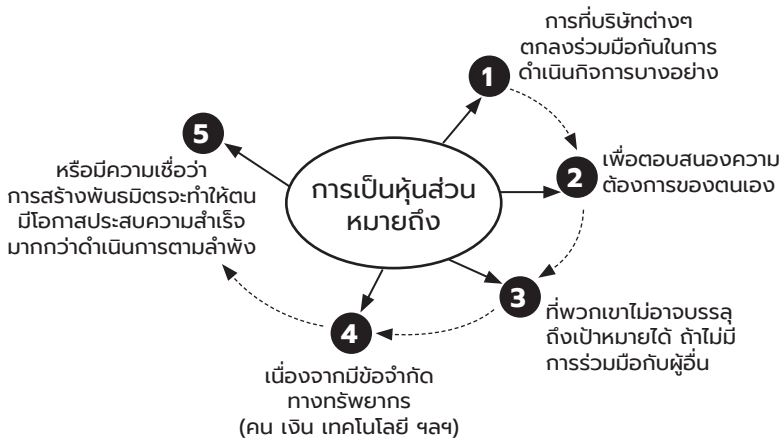 การเป็นหุ้นส่วน
หมายถึง
1
การที่บริษัทต่างๆ
ตกลงร่วมมือกันในการ
ดำเนินกิจการบางอย่าง
2
เพื่อตอบสนองความ
ต้องการของตนเอง
3
ที่พวกเขาไม่อาจบรรลุ
ถึงเป้าหมายได้ ถ้าไม่มี
การร่วมมือกับผู้อื่น
4
เนื่องจากมีข้อจำกัด
ทางทรัพยากร
(คน เงิน เทคโนโลยี ฯลฯ)
5
หรือมีความเชื่อว่า
การสร้างพันธมิตรจะทำให้ตน
มีโอกาสประสบความสำเร็จ
มากกว่าดำเนินการตามลำพัง